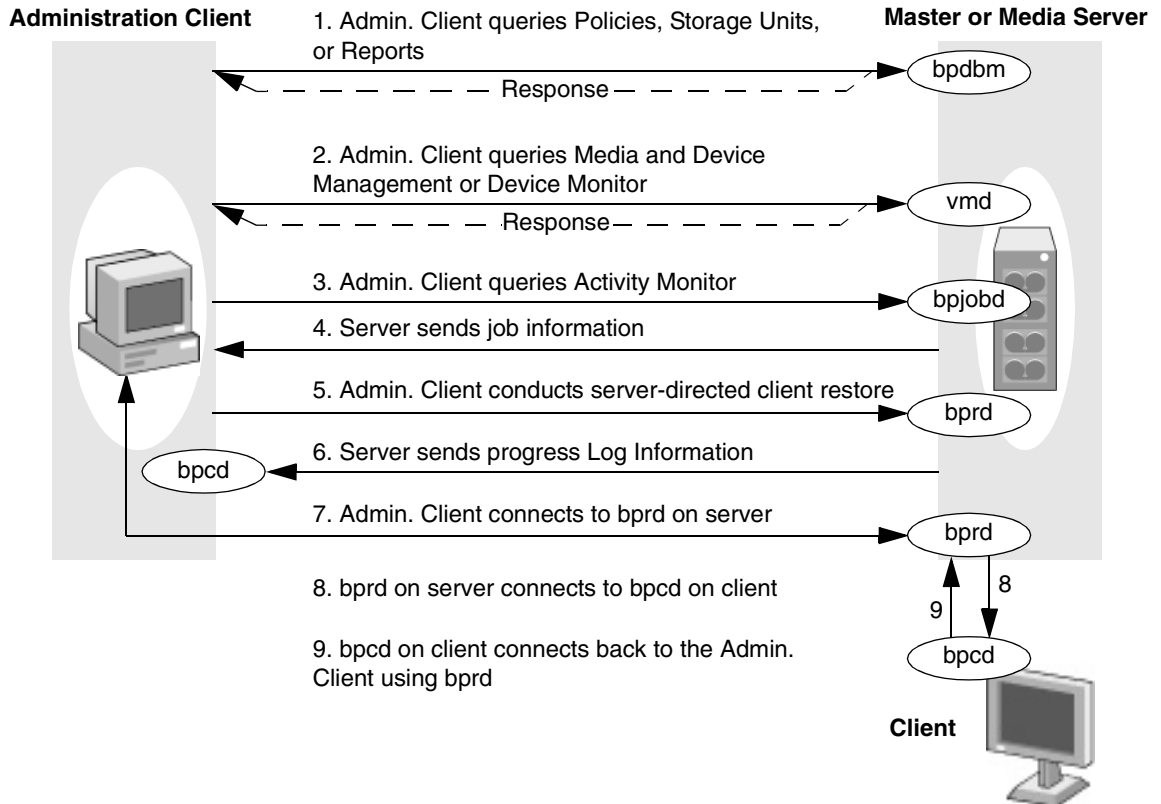 Administration Client
Master or Media Server
1. Admin. Client queries Policies, Storage Units,
or Reports
bpdbm
Response
2. Admin. Client queries Media and Device
Management or Device Monitor
vmd
Response
3. Admin. Client queries Activity Monitor
bpjobd
4. Server sends job information
5. Admin. Client conducts server-directed client restore
bprd
6. Server sends progress Log Information
bpcd
7. Admin. Client connects to bprd on server
bprd
8. bprd on server connects to bpcd on client
8
9
9. bpcd on client connects back to the Admin.
Client using bprd
bpcd
Client